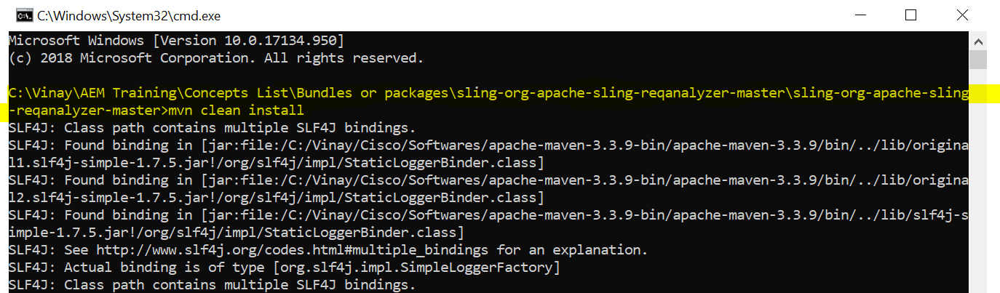 C:\Windows\System32\cmd.exe
Microsoft Windows [Version 10.0.17134.950]
(c) 2018 Microsoft Corporation. All rights reserved.
C:\Vinay\AEM Training\Concepts List\Bundles or packages\sling-org-apache-sling-reqanalyzer-master\sling-org-apache-sling
-reqanalyzer-master>mvn clean install
SLF4J: Class path contains multiple SLF4J bindings.
SLF4J: Found binding in [jar:file:/C:/Vinay/Cisco/Softwares/apache-maven-3.3.9-bin/apache-maven-3.3.9/bin/../lib/origina
l1.slf4j-simple-1.7.5.jar!/org/slf4j/impl/StaticLoggerBinder.class]
SLF4J: Found binding in [jar:file:/C:/Vinay/Cisco/Softwares/apache-maven-3.3.9-bin/apache-maven-3.3.9/bin/../lib/origina
l2.slf4j-simple-1.7.5.jar!/org/slf4j/impl/StaticLoggerBinder.class]
SLF4J: Found binding in [jar:file:/C:/Vinay/Cisco/Softwares/apache-maven-3.3.9-bin/apache-maven-3.3.9/bin/../lib/slf4j-s
imple-1.7.5.jar!/org/slf4j/impl/StaticLoggerBinder.class]
SLF4J: See http://www.slf4j.org/codes.html#multiple_bindings for an explanation.
SLF4J: Actual binding is of type [org.slf4j.impl.SimpleLoggerFactory]
SLF4J: Class path contains multiple SLF4J bindings.